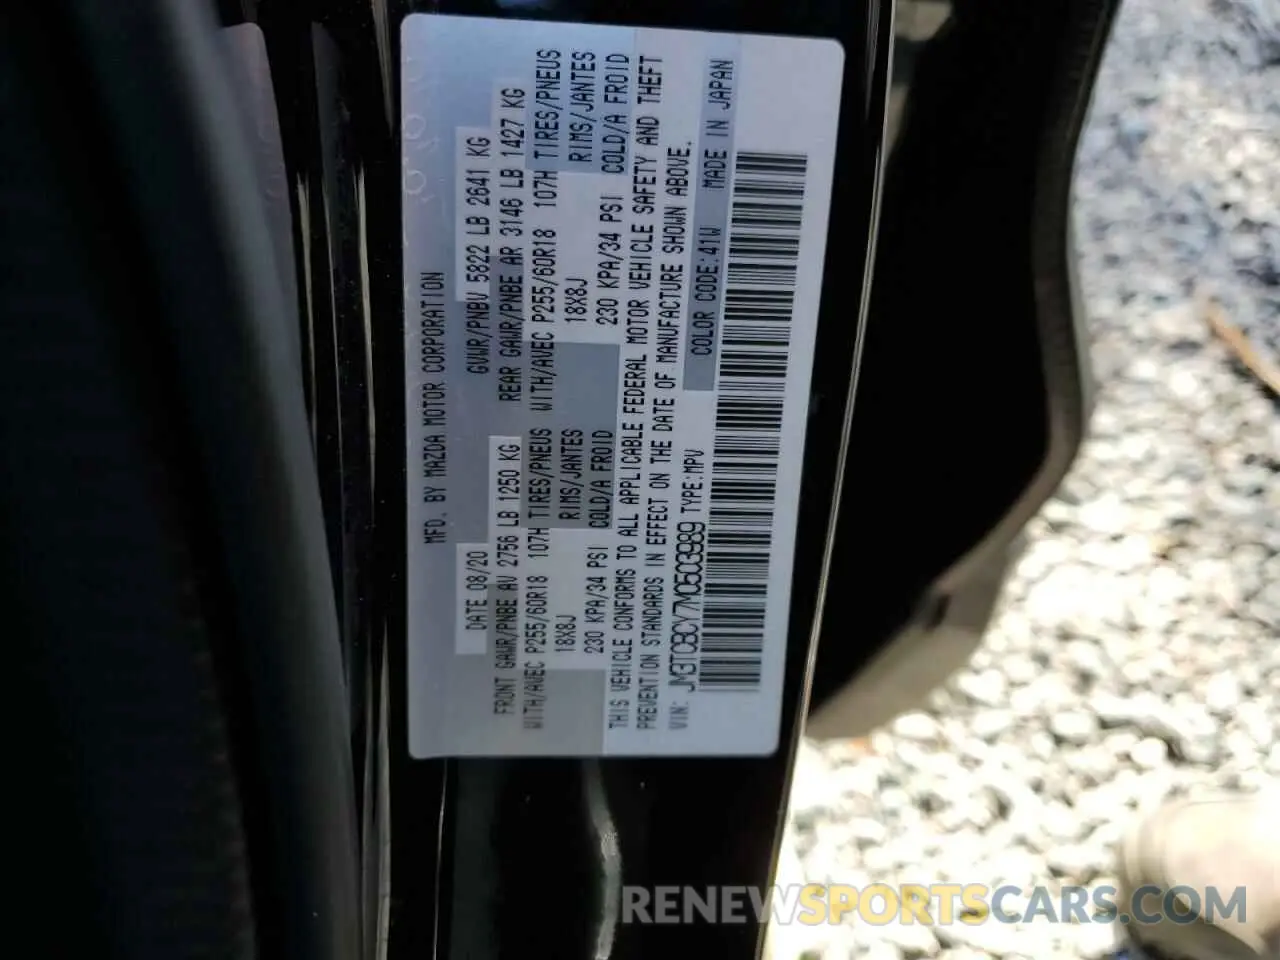 MFD. BY MAZDA MOTOR CORPORATION
DATE 08/20 GVWR/PNBV 5822 LB 2641 KG
FRONT GAWR/PNBE AV 2756 LB 1250 KG REAR GAWR/PNBE AR 3146 LB 1427 KG
WITH/AVEC P255/60R18 107H TIRES/PNEUS WITH/AVEC P255/60R18 107H TIRES/PNEUS
18X8J RIMS/JANTES 18X8J RIMS/JANTES
230 KPA/34 PSI COLD/A FROID 230 KPA/34 PSI COLD/A FROID
THIS VEHICLE CONFORMS TO ALL APPLICABLE FEDERAL MOTOR VEHICLE SAFETY AND THEFT
PREVENTION STANDARDS IN EFFECT ON THE DATE OF MANUFACTURE SHOWN ABOVE.
VIN: JM3TCBCY7M0503989 TYPE:MPV COLOR CODE:41W MADE IN JAPAN
RENEWSPORTSCARS.COM